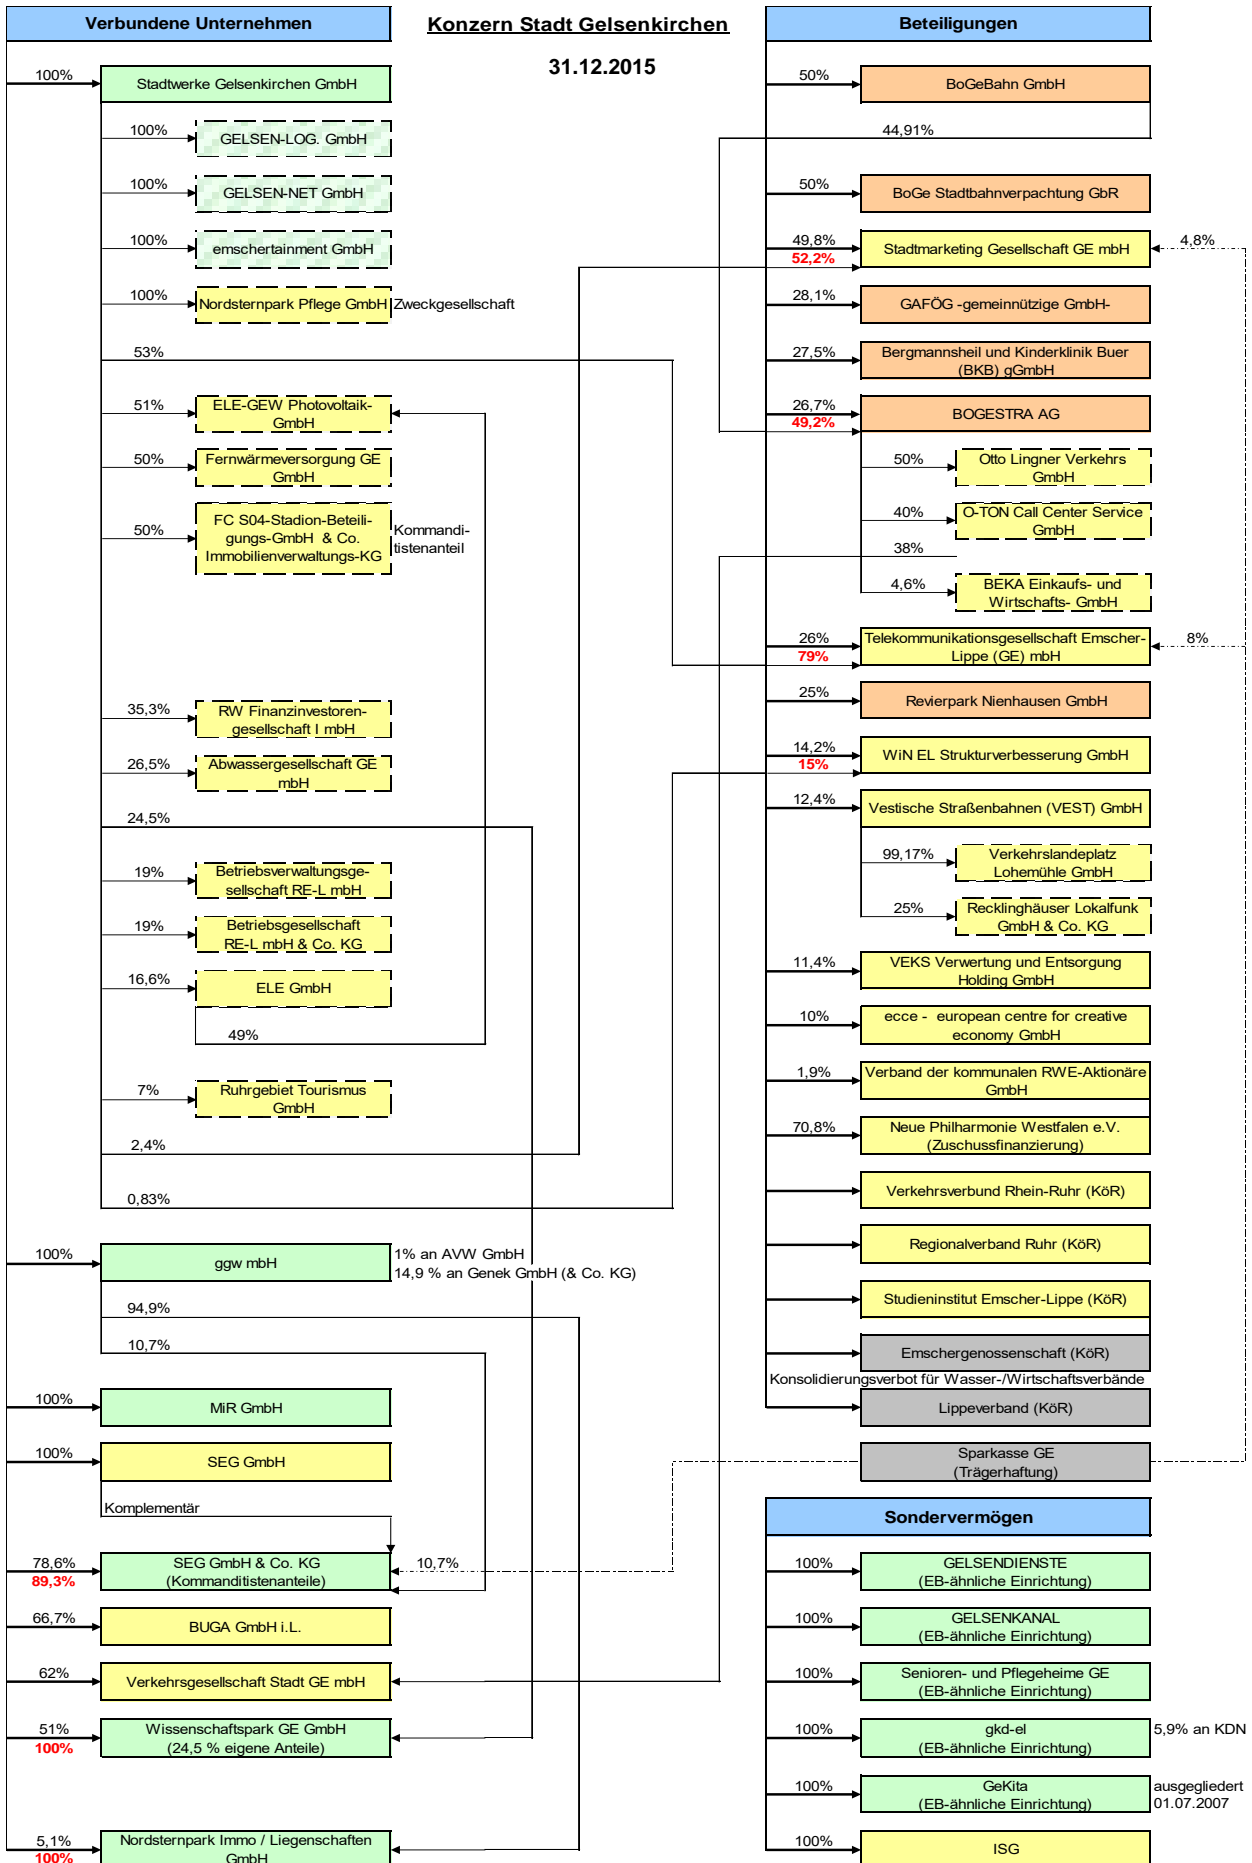 Konzern Stadt Gelsenkirchen
31.12.2015
Verbundene Unternehmen
100%
Stadtwerke Gelsenkirchen GmbH
100%
GELSEN-LOG. GmbH
100%
GELSEN-NET GmbH
100%
emschertainment GmbH
100%
Nordsternpark Pflege GmbH
Zweckgesellschaft
53%
51%
ELE-GEW Photovoltaik-
GmbH
50%
Fernwärmeversorgung GE
GmbH
50%
FC S04-Stadion-Beteili-
gungs-GmbH & Co.
Immobilienverwaltungs-KG
Kommandi-
tistenanteil
35,3%
RW Finanzinvestoren-
gesellschaft I mbH
26,5%
Abwassergesellschaft GE
mbH
24,5%
19%
Betriebsverwaltungsge-
sellschaft RE-L mbH
19%
Betriebsgesellschaft
RE-L mbH & Co. KG
16,6%
ELE GmbH
49%
7%
Ruhrgebiet Tourismus
GmbH
2,4%
0,83%
100%
ggw mbH
1% an AVW GmbH
14,9 % an Genek GmbH (& Co. KG)
94,9%
10,7%
100%
MiR GmbH
100%
SEG GmbH
Komplementär
78,6%
89,3%
SEG GmbH & Co. KG
(Kommanditistenanteile)
10,7%
66,7%
BUGA GmbH i.L.
62%
Verkehrsgesellschaft Stadt GE mbH
51%
100%
Wissenschaftspark GE GmbH
(24,5 % eigene Anteile)
5,1%
100%
Nordsternpark Immo / Liegenschaften
GmbH
Beteiligungen
50%
BoGeBahn GmbH
44,91%
50%
BoGe Stadtbahnverpachtung GbR
49,8%
52,2%
Stadtmarketing Gesellschaft GE mbH
4,8%
28,1%
GAFÖG -gemeinnützige GmbH-
27,5%
Bergmannsheil und Kinderklinik Buer
(BKB) gGmbH
26,7%
49,2%
BOGESTRA AG
50%
Otto Lingner Verkehrs
GmbH
40%
O-TON Call Center Service
GmbH
38%
4,6%
BEKA Einkaufs- und
Wirtschafts- GmbH
26%
79%
Telekommunikationsgesellschaft Emscher-
Lippe (GE) mbH
8%
25%
Revierpark Nienhausen GmbH
14,2%
15%
WiN EL Strukturverbesserung GmbH
12,4%
Vestische Straßenbahnen (VEST) GmbH
99,17%
Verkehrslandeplatz
Lohemühle GmbH
25%
Recklinghäuser Lokalfunk
GmbH & Co. KG
11,4%
VEKS Verwertung und Entsorgung
Holding GmbH
10%
ecce - european centre for creative
economy GmbH
1,9%
Verband der kommunalen RWE-Aktionäre
GmbH
70,8%
Neue Philharmonie Westfalen e.V.
(Zuschussfinanzierung)
Verkehrsverbund Rhein-Ruhr (KöR)
Regionalverband Ruhr (KöR)
Studieninstitut Emscher-Lippe (KöR)
Emschergenossenschaft (KöR)
Konsolidierungsverbot für Wasser-/Wirtschaftsverbände
Lippeverband (KöR)
Sparkasse GE
(Trägerhaftung)
Sondervermögen
100%
GELSENDIENSTE
(EB-ähnliche Einrichtung)
100%
GELSENKANAL
(EB-ähnliche Einrichtung)
100%
Senioren- und Pflegeheime GE
(EB-ähnliche Einrichtung)
100%
gkd-el
(EB-ähnliche Einrichtung)
5,9% an KDN
100%
GeKita
(EB-ähnliche Einrichtung)
ausgegliedert
01.07.2007
100%
ISG